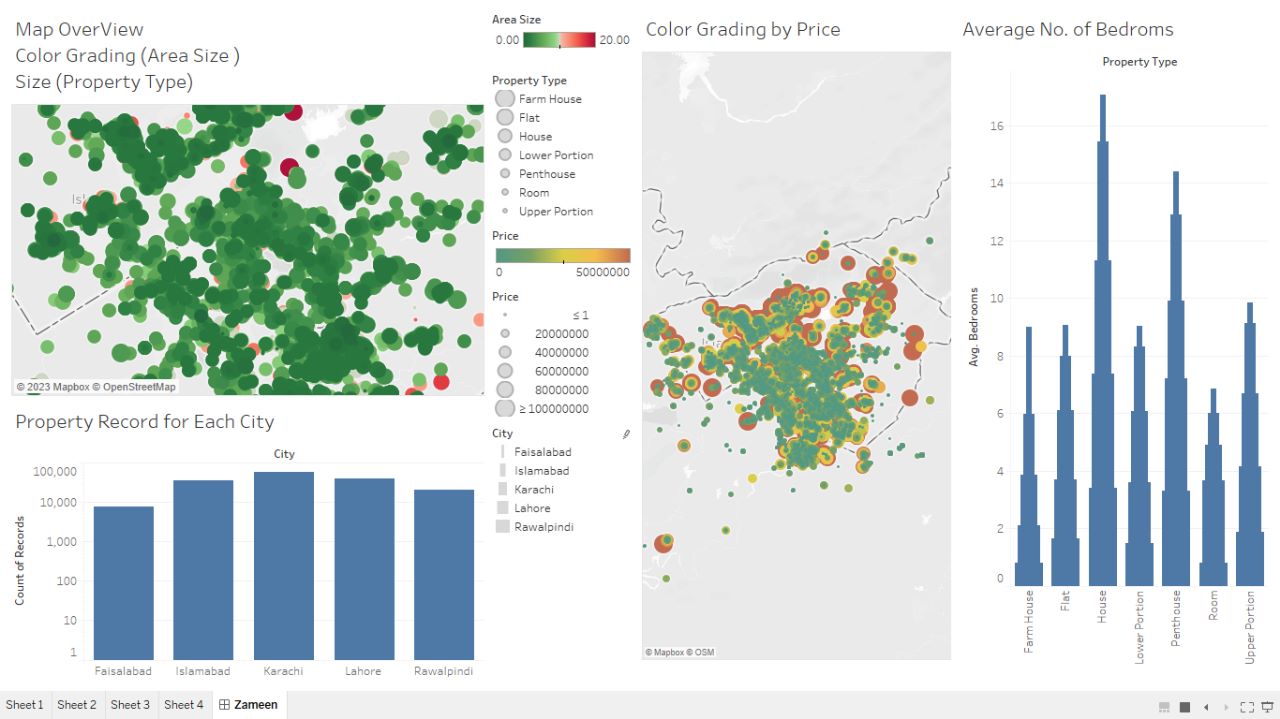 Map OverView
Color Grading (Area Size )
Size (Property Type)
© 2023 Mapbox © OpenStreetMap
Property Record for Each City
City
Count of Records
100,000
10,000
1,000
100
10
1
Faisalabad
Islamabad
Karachi
Lahore
Rawalpindi
Area Size
0.00
20.00
Property Type
Farm House
Flat
House
Lower Portion
Penthouse
Room
Upper Portion
Price
0
50000000
Price
≤ 1
20000000
40000000
60000000
80000000
≥ 100000000
City
Faisalabad
Islamabad
Karachi
Lahore
Rawalpindi
Color Grading by Price
© Mapbox © OSM
Average No. of Bedroms
Property Type
Avg. Bedrooms
16
14
12
10
8
6
4
2
0
Farm House
Flat
House
Lower Portion
Penthouse
Room
Upper Portion
Sheet 1
Sheet 2
Sheet 3
Sheet 4
Zameen